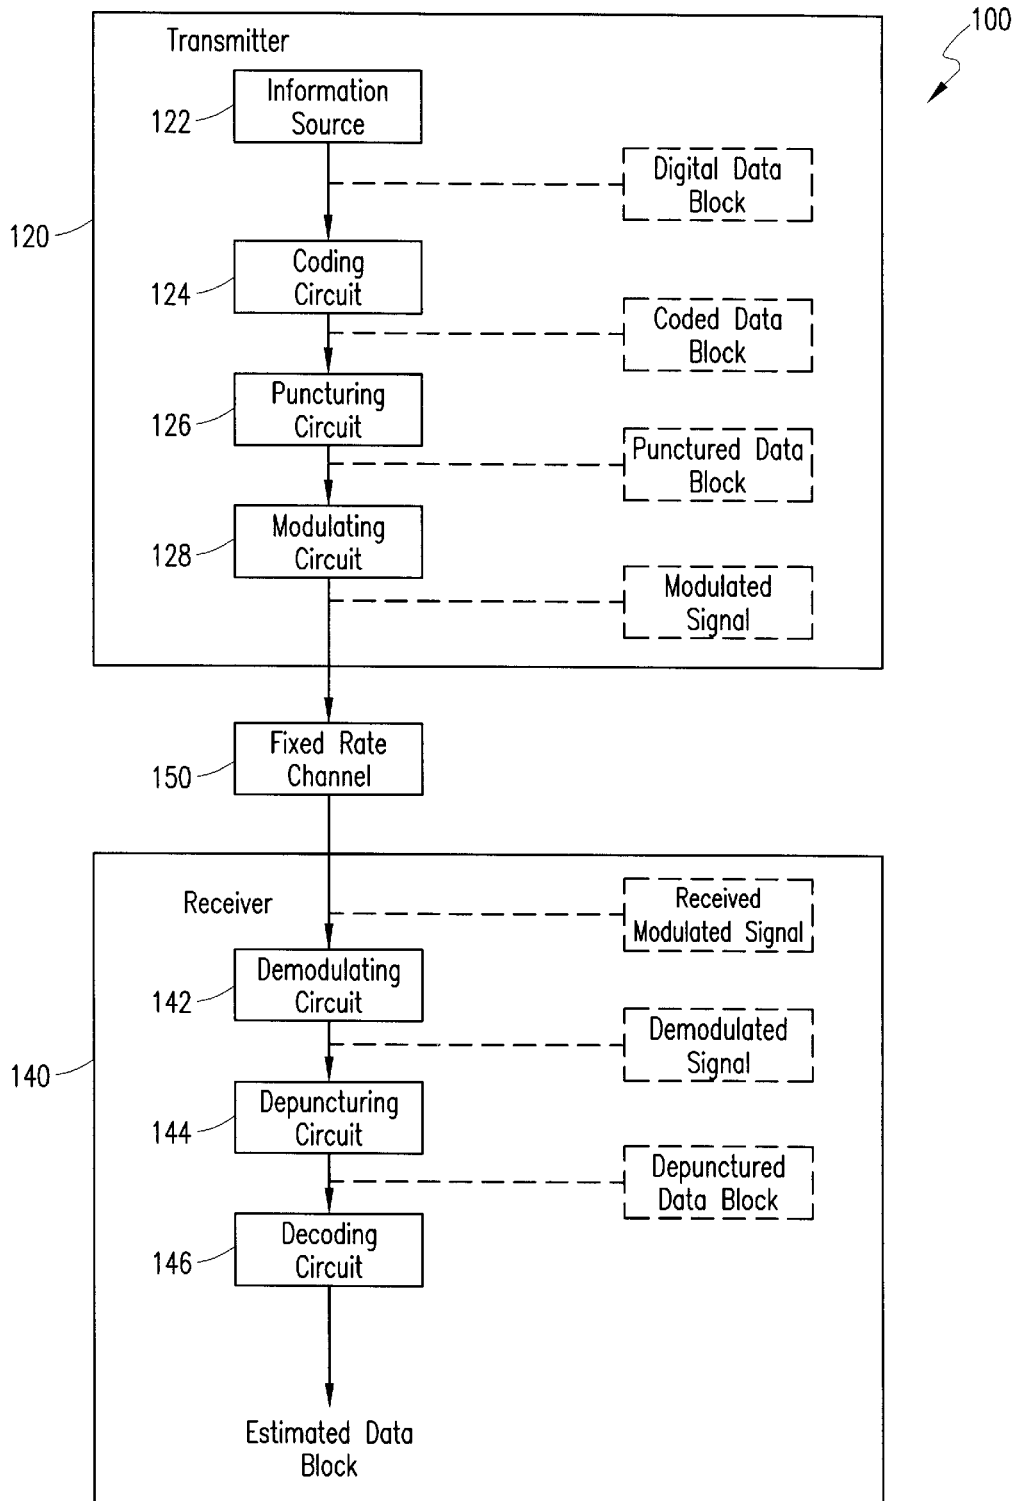 100
Transmitter
Information
Source
122
Digital Data
Block
120
Coding
Circuit
124
Coded Data
Block
Puncturing
Circuit
126
Punctured Data
Block
Modulating
Circuit
128
Modulated
Signal
Fixed Rate
Channel
150
Receiver
Received
Modulated Signal
Demodulating
Circuit
142
Demodulated
Signal
140
Depuncturing
Circuit
144
Depunctured
Data Block
Decoding
Circuit
146
Estimated Data
Block